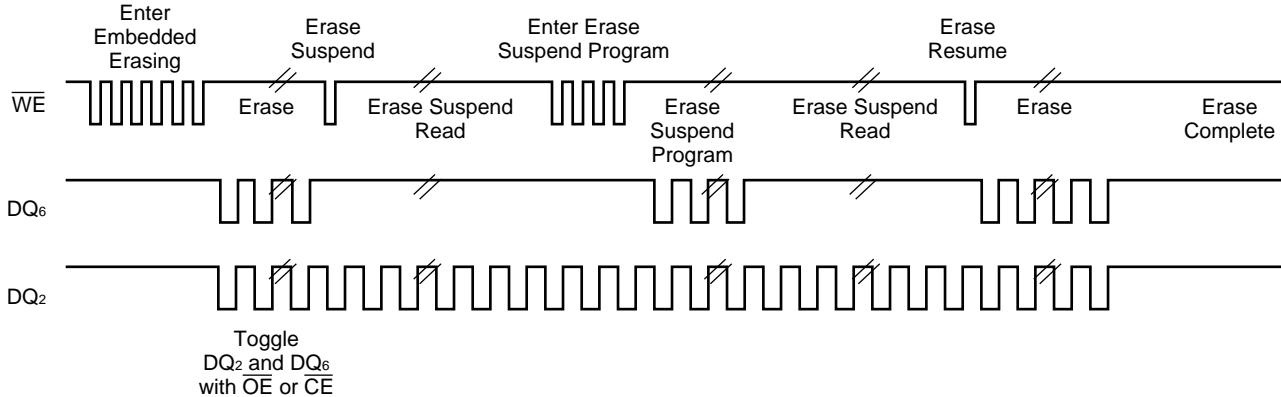 Enter
Embedded
Erasing
Erase
Suspend
Enter Erase
Suspend Program
Erase
Resume
WE
Erase
Erase Suspend
Read
Erase
Suspend
Program
Erase Suspend
Read
Erase
Erase
Complete
DQ6
DQ2
Toggle
DQ2 and DQ6
with OE or CE